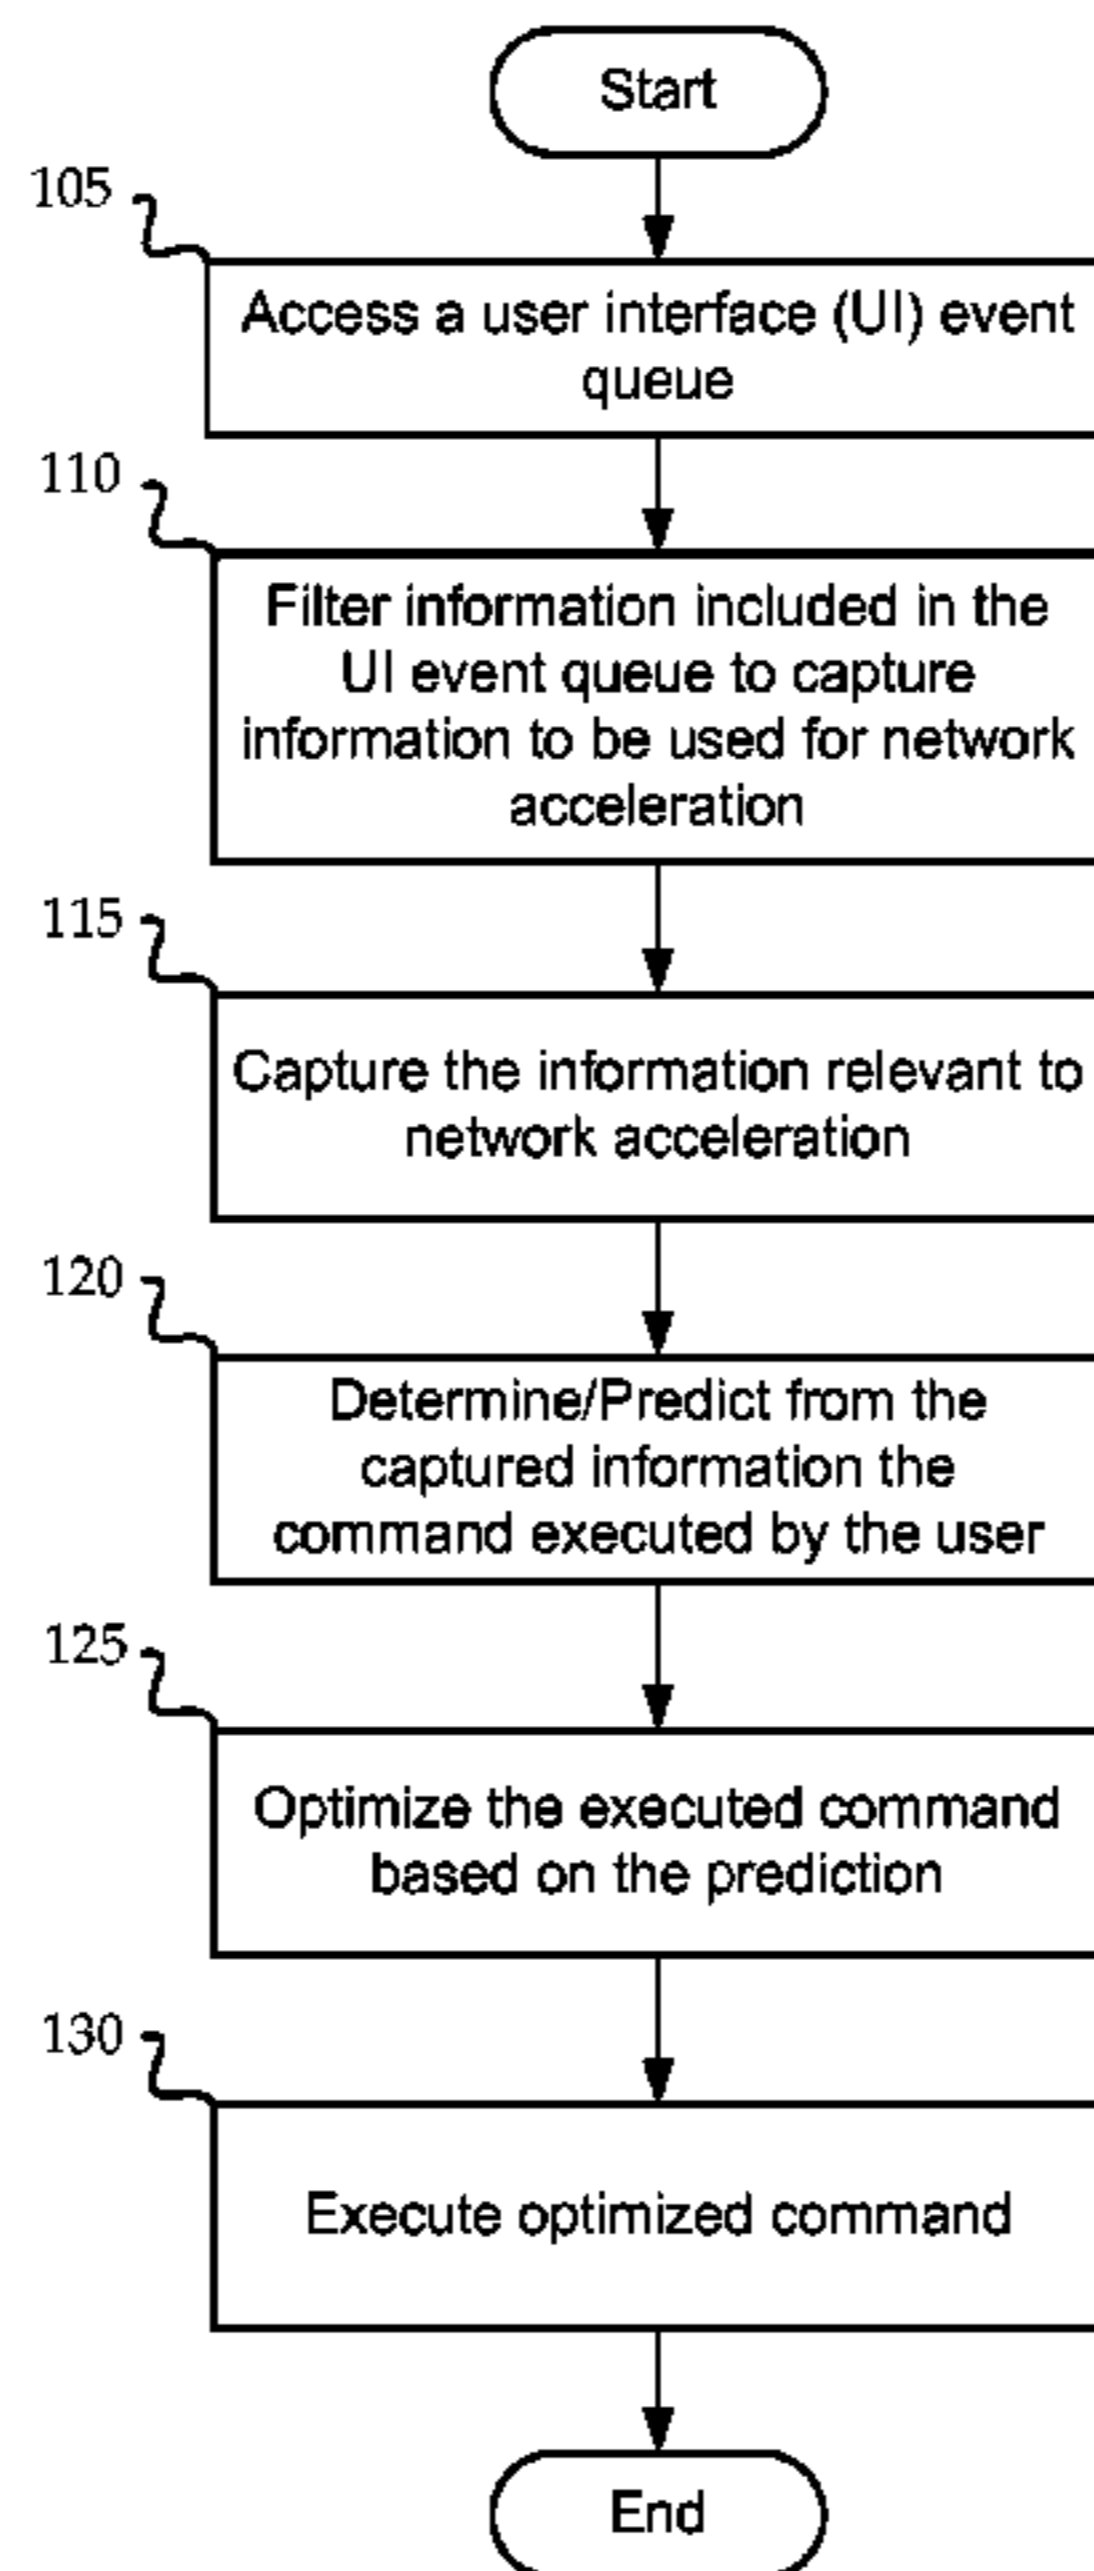 Start
105
Access a user interface (UI) event
queue
110
Filter information included in the
UI event queue to capture
information to be used for network
acceleration
115
Capture the information relevant to
network acceleration
120
Determine/Predict from the
captured information the
command executed by the user
125
Optimize the executed command
based on the prediction
130
Execute optimized command
End